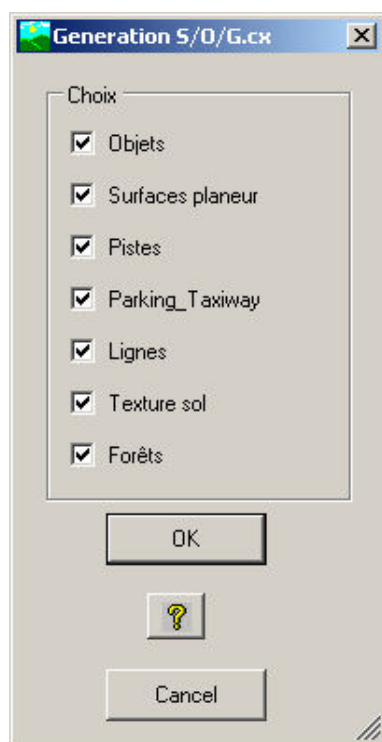 Generation S/O/G.cx
Choix
Objets
Surfaces planeur
Pistes
Parking_Taxiway
Lignes
Texture sol
Forêts
OK
?
Cancel